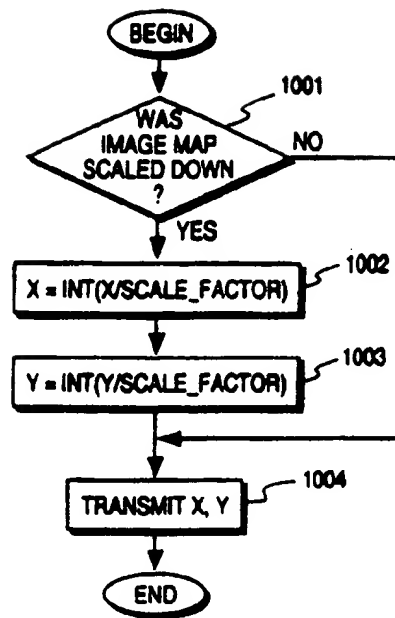 BEGIN
1001
WAS
IMAGE MAP
SCALED DOWN
?
NO
YES
1002
X = INT(X/SCALE_FACTOR)
1003
Y = INT(Y/SCALE_FACTOR)
1004
TRANSMIT X, Y
END